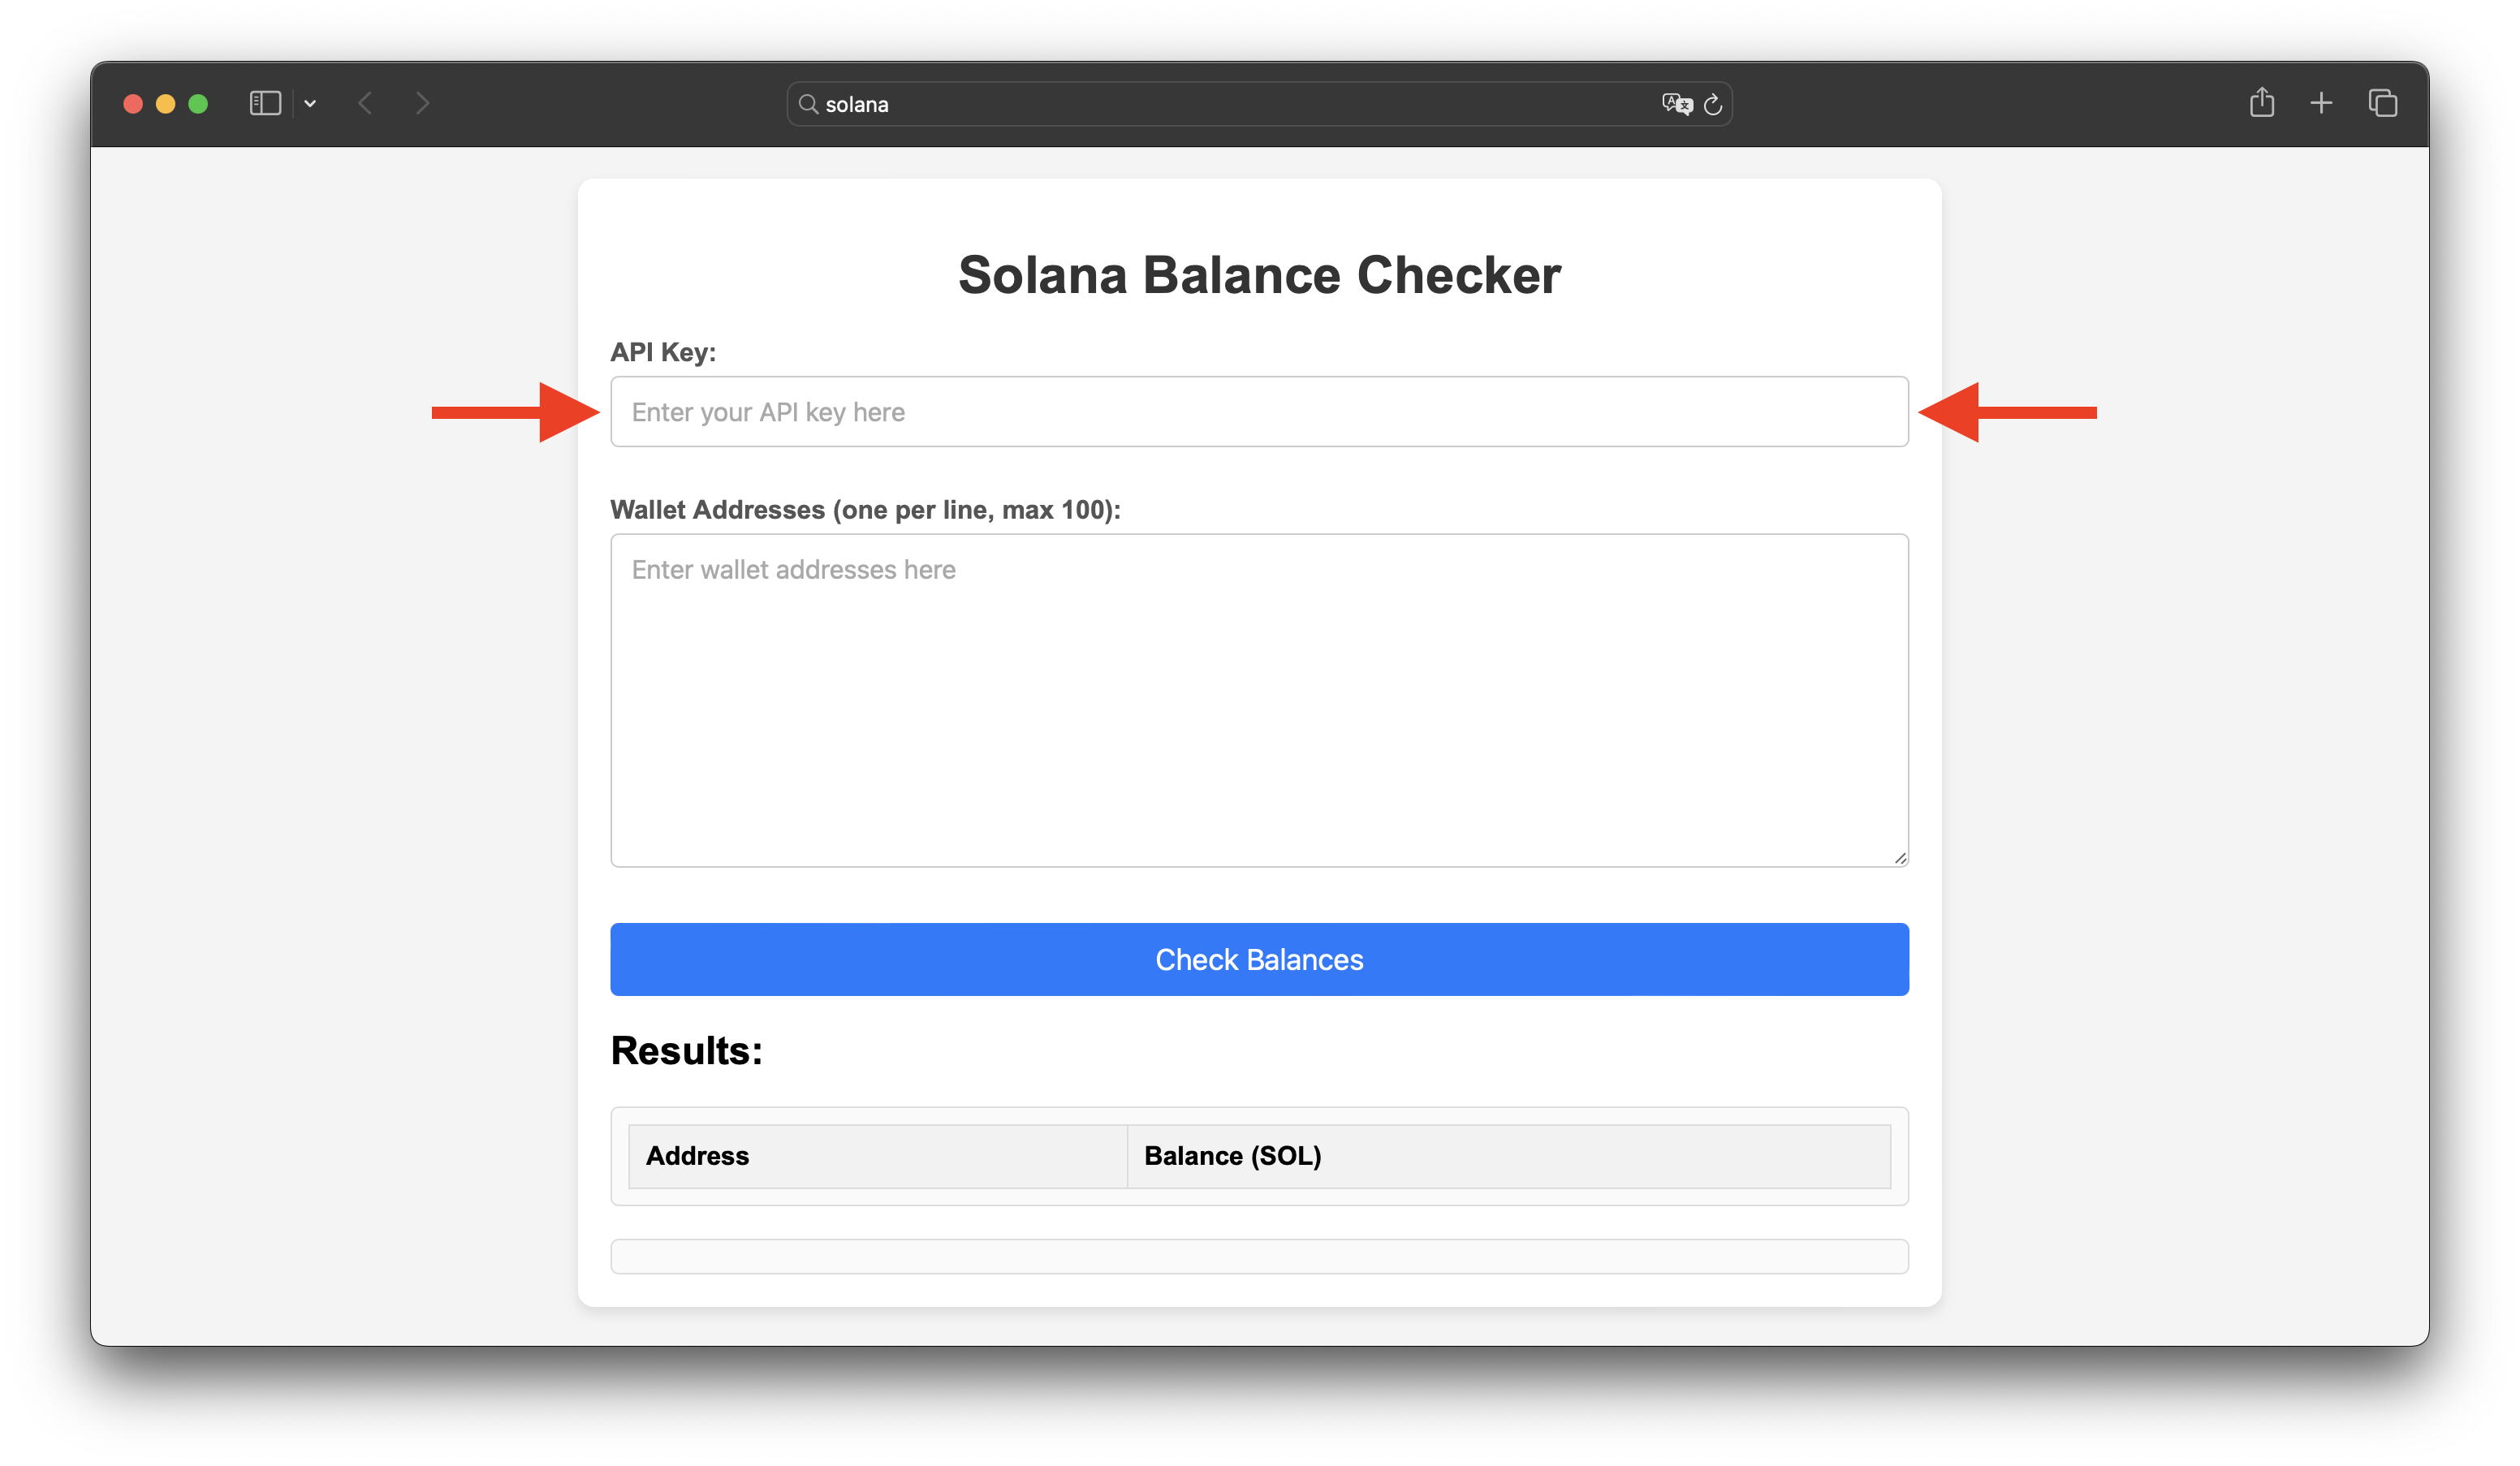 solana
Solana Balance Checker
API Key:
Enter your API key here
Wallet Addresses (one per line, max 100):
Enter wallet addresses here
Check Balances
Results:
Address
Balance (SOL)